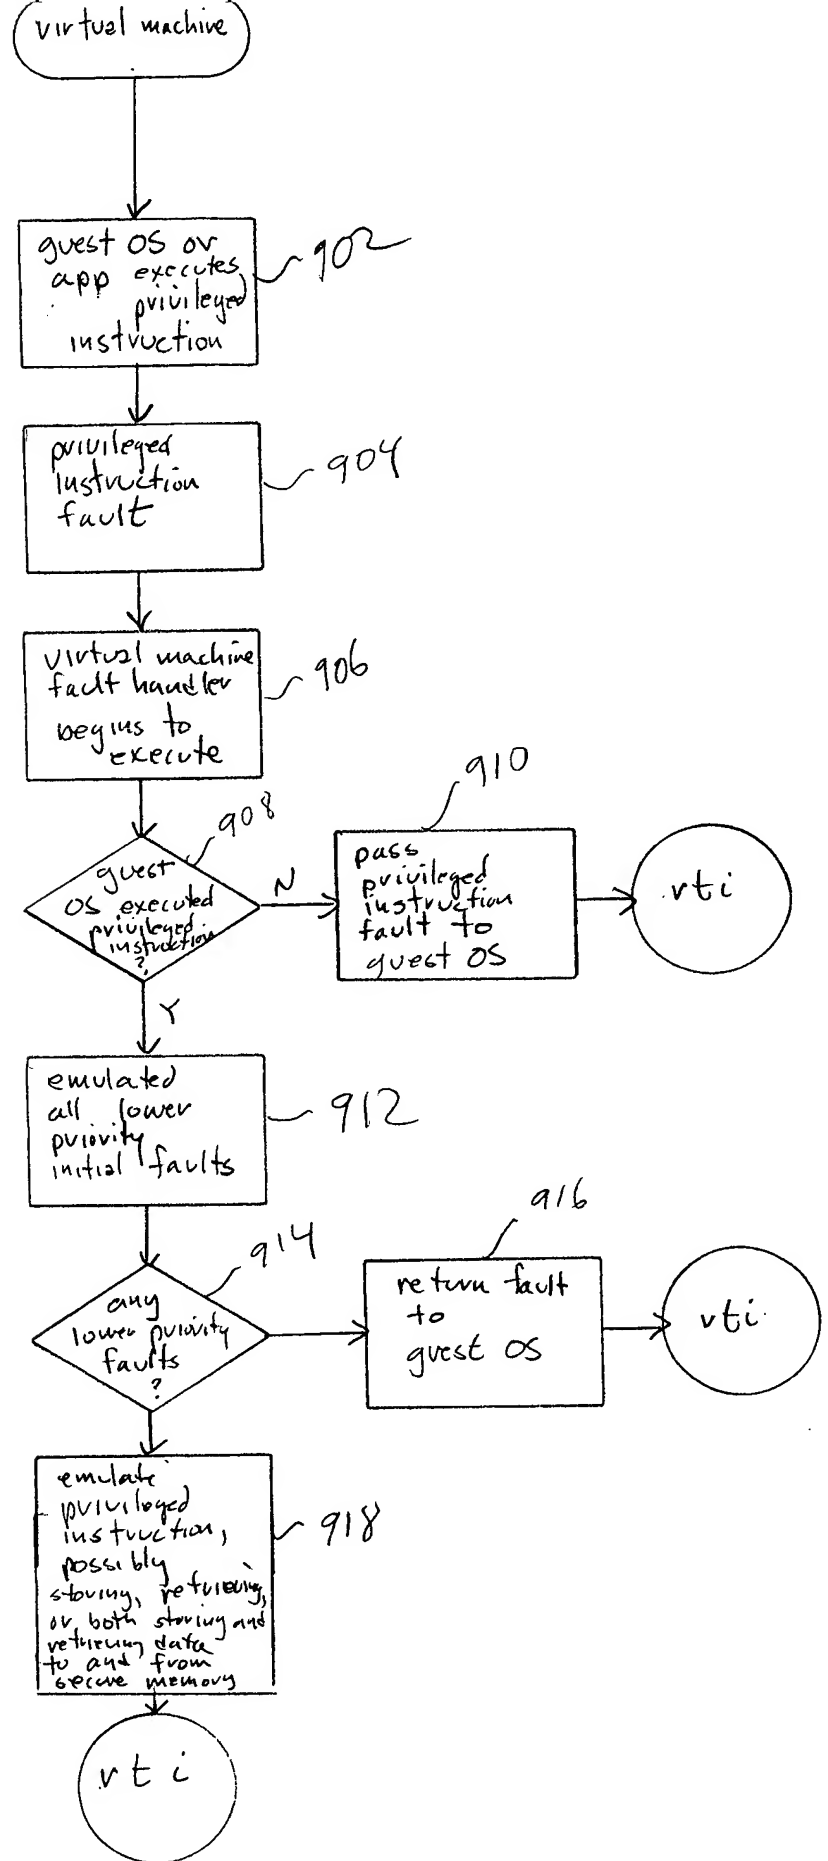 virtual machine
guest OS or
app executes
privileged
instruction
902
privileged
instruction
fault
904
virtual machine
fault handler
begins to
execute
906
908
guest
OS executed
privileged
instruction
?
N
910
pass
privileged
instruction
fault to
guest OS
rti
Y
emulated
all lower
priority
initial faults
912
914
any
lower priority
faults
?
916
return fault
to
guest OS
rti
emulate
privileged
instruction,
possibly
storing, retrieving,
or both storing and
retrieving data
to and from
secure memory
918
rti